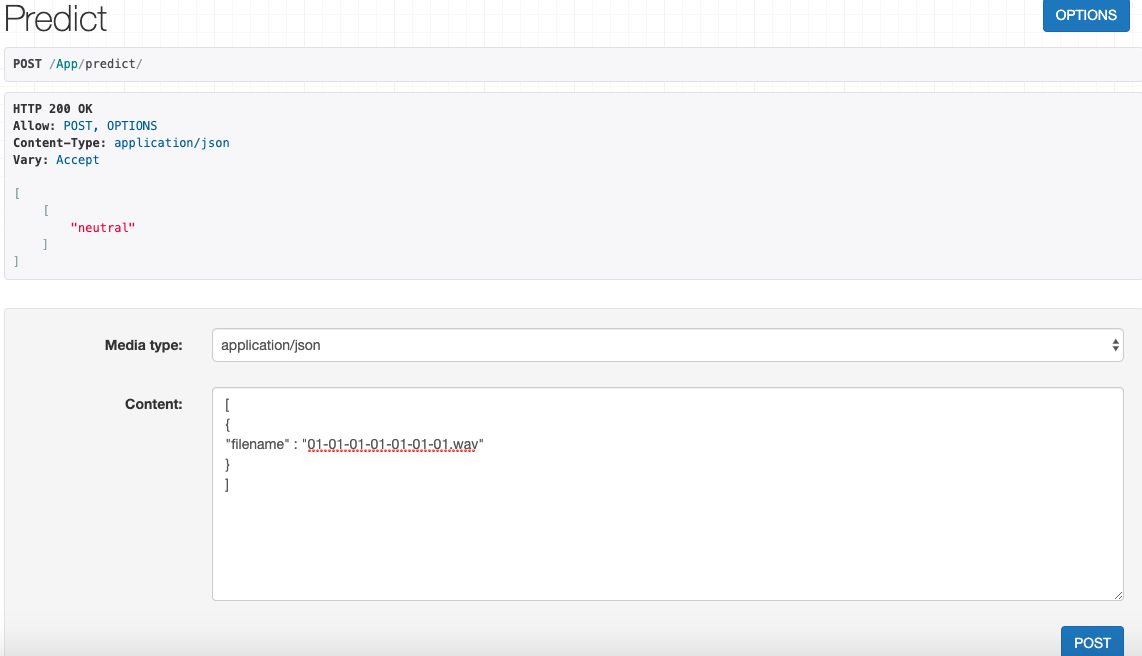 Predict
OPTIONS
POST /App/predict/
HTTP 200 OK
Allow: POST, OPTIONS
Content-Type: application/json
Vary: Accept
[
[
"neutral"
]
]
Media type:
application/json
Content:
[
{
"filename" : "01-01-01-01-01-01-01.wav"
}
]
POST